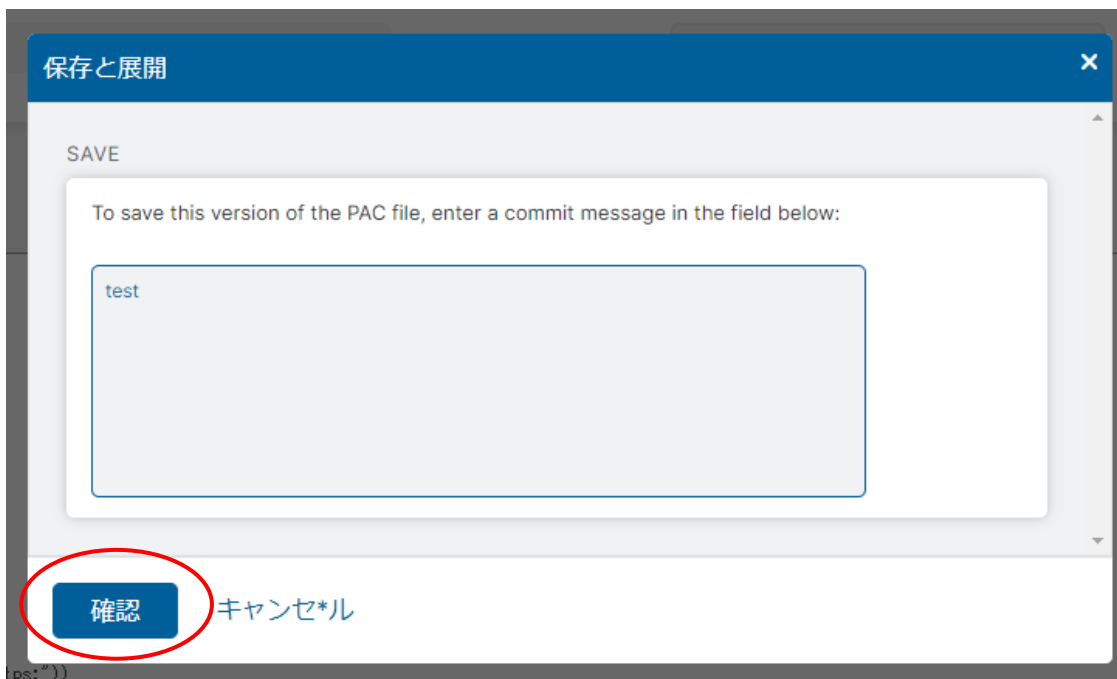 保存と展開
SAVE
To save this version of the PAC file, enter a commit message in the field below:
test
確認 キャンセ*ル
tps:"))